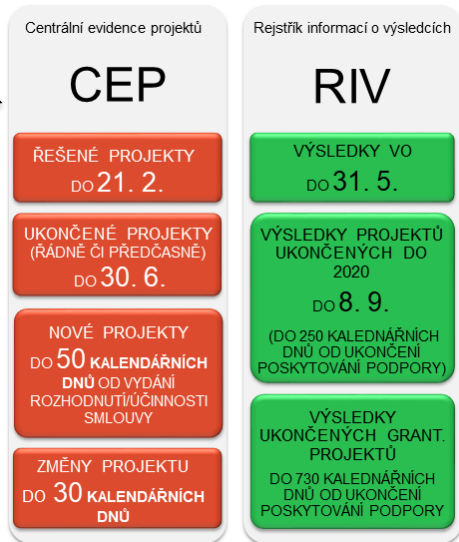 Centrální evidence projektů
CEP
ŘEŠENÉ PROJEKTY
DO 21. 2.
UKONČENÉ PROJEKTY
(ŘÁDNĚ ČI PŘEDČASNĚ)
DO 30. 6.
NOVÉ PROJEKTY
DO 50 KALENDÁŘNÍCH
DNŮ OD VYDÁNÍ
ROZHODNUTÍ/ÚČINNOSTI
SMLOUVY
ZMĚNY PROJEKTU
DO 30 KALENDÁŘNÍCH
DNŮ
Rejstřík informací o výsledcích
RIV
VÝSLEDKY VO
DO 31. 5.
VÝSLEDKY PROJEKTŮ
UKONČENÝCH DO
2020
DO 8. 9.
(DO 250 KALEDNÁŘNÍCH
DNŮ OD UKONČENÍ
POSKYTOVÁNÍ PODPORY)
VÝSLEDKY
UKONČENÝCH GRANT.
PROJEKTŮ
DO 730 KALEDNÁŘNÍCH
DNŮ OD UKONČENÍ
POSKYTOVÁNÍ PODPORY